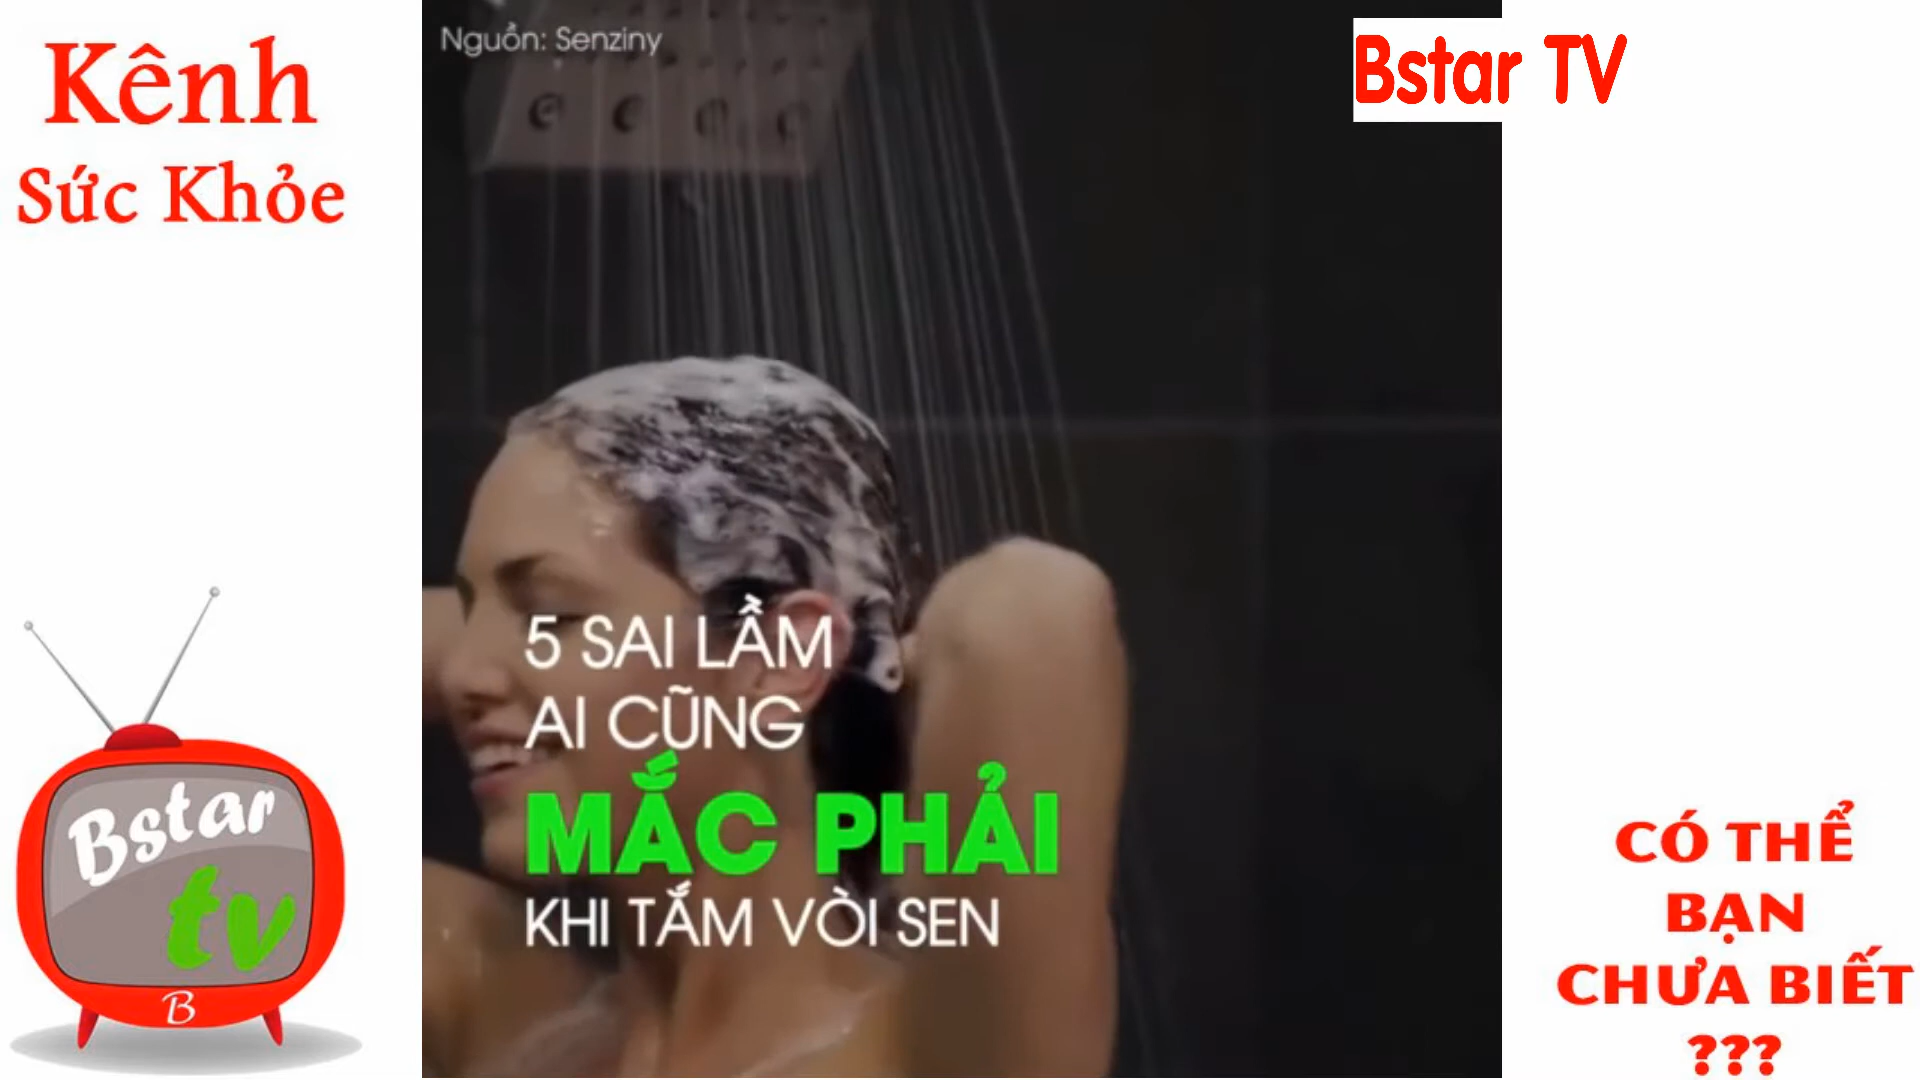 Kênh
Sức Khỏe
Nguồn: Senziny
Bstar TV
5 SAI LẦM
AI CŨNG
MẮC PHẢI
KHI TẮM VÒI SEN
Bstar
tv
B
CÓ THỂ
BẠN
CHƯA BIẾT
???